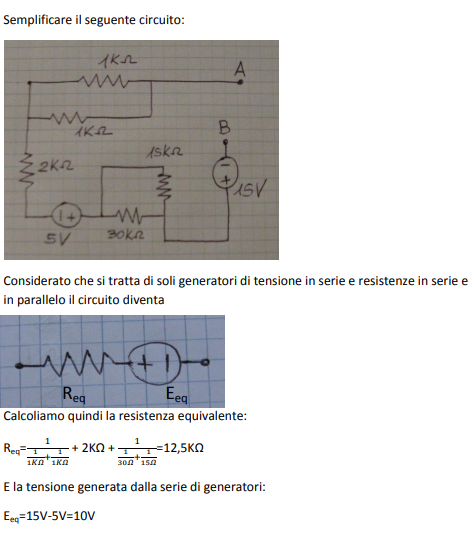 Semplificare il seguente circuito:
1KΩ
A
1KΩ
B
15KΩ
2KΩ
- +
- +
15V
5V
30KΩ
Considerato che si tratta di soli generatori di tensione in serie e resistenze in serie e
in parallelo il circuito diventa
+ -
Req Eeq
Calcoliamo quindi la resistenza equivalente:
Req=1/(1/1KΩ+1/1KΩ) + 2KΩ + 1/(1/30Ω+1/15Ω)=12,5KΩ
E la tensione generata dalla serie di generatori:
Eeq=15V-5V=10V